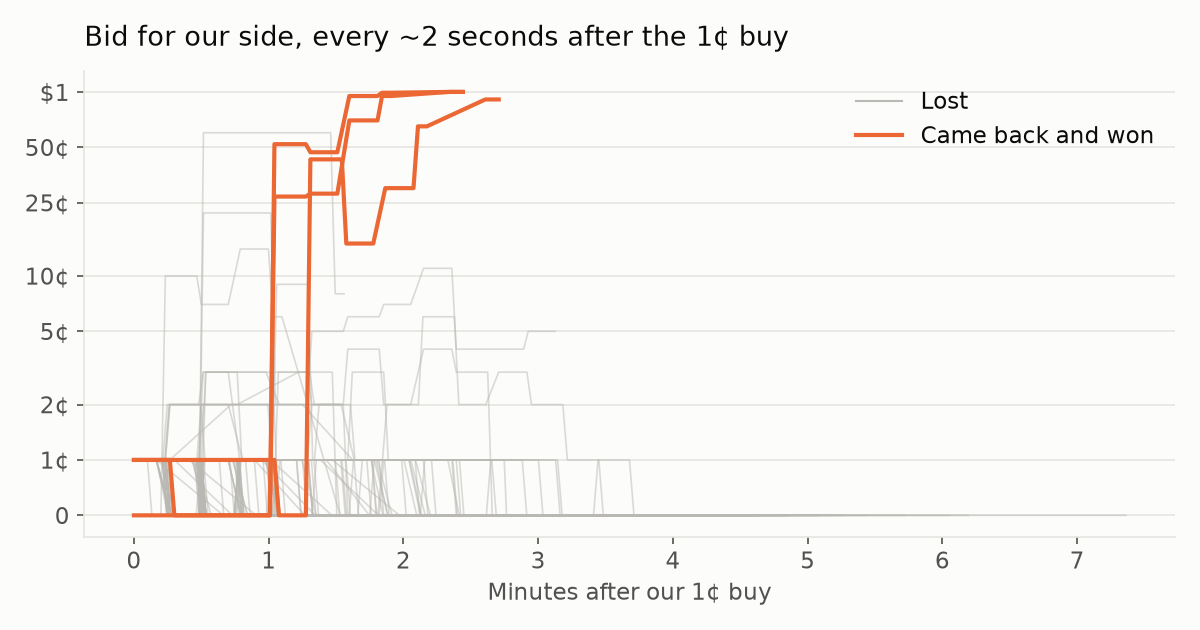 Bid for our side, every ~2 seconds after the 1¢ buy
$1
50¢
25¢
10¢
5¢
2¢
1¢
0
Lost
Came back and won
0 1 2 3 4 5 6 7
Minutes after our 1¢ buy